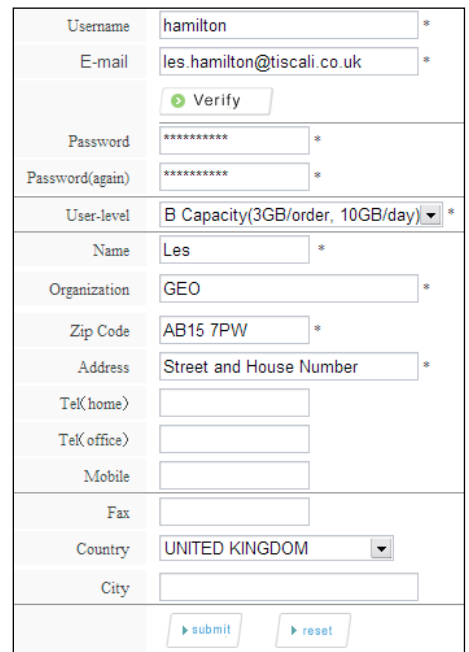 Username hamilton *
E-mail les.hamilton@tiscali.co.uk *
Verify
Password ********** *
Password(again) ********** *
User-level B Capacity(3GB/order, 10GB/day) *
Name Les *
Organization GEO *
Zip Code AB15 7PW *
Address Street and House Number *
Tel(home)
Tel(office)
Mobile
Fax
Country UNITED KINGDOM
City
submit reset